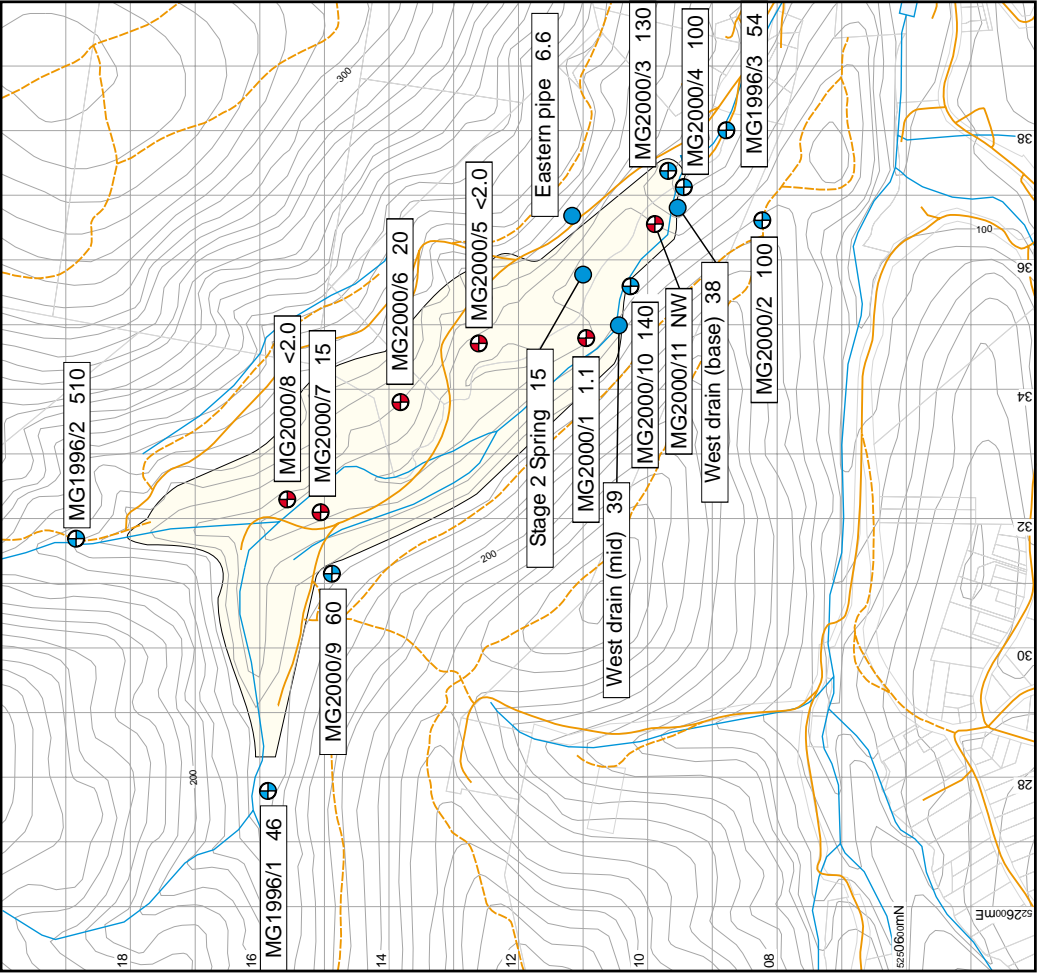 MG1996/2 510
MG2000/8 <2.0
MG2000/7 15
MG2000/6 20
MG2000/5 <2.0
Eastern pipe 6.6
MG2000/3 130
MG2000/4 100
MG1996/3 54
MG2000/2 100
West drain (base) 38
MG2000/11 NW
MG2000/10 140
MG2000/1 1.1
Stage 2 Spring 15
West drain (mid) 39
MG2000/9 60
MG1996/1 46
300
200
200
100
18
16
14
12
10
08
38
36
34
32
30
28
5250600mN
522600mE